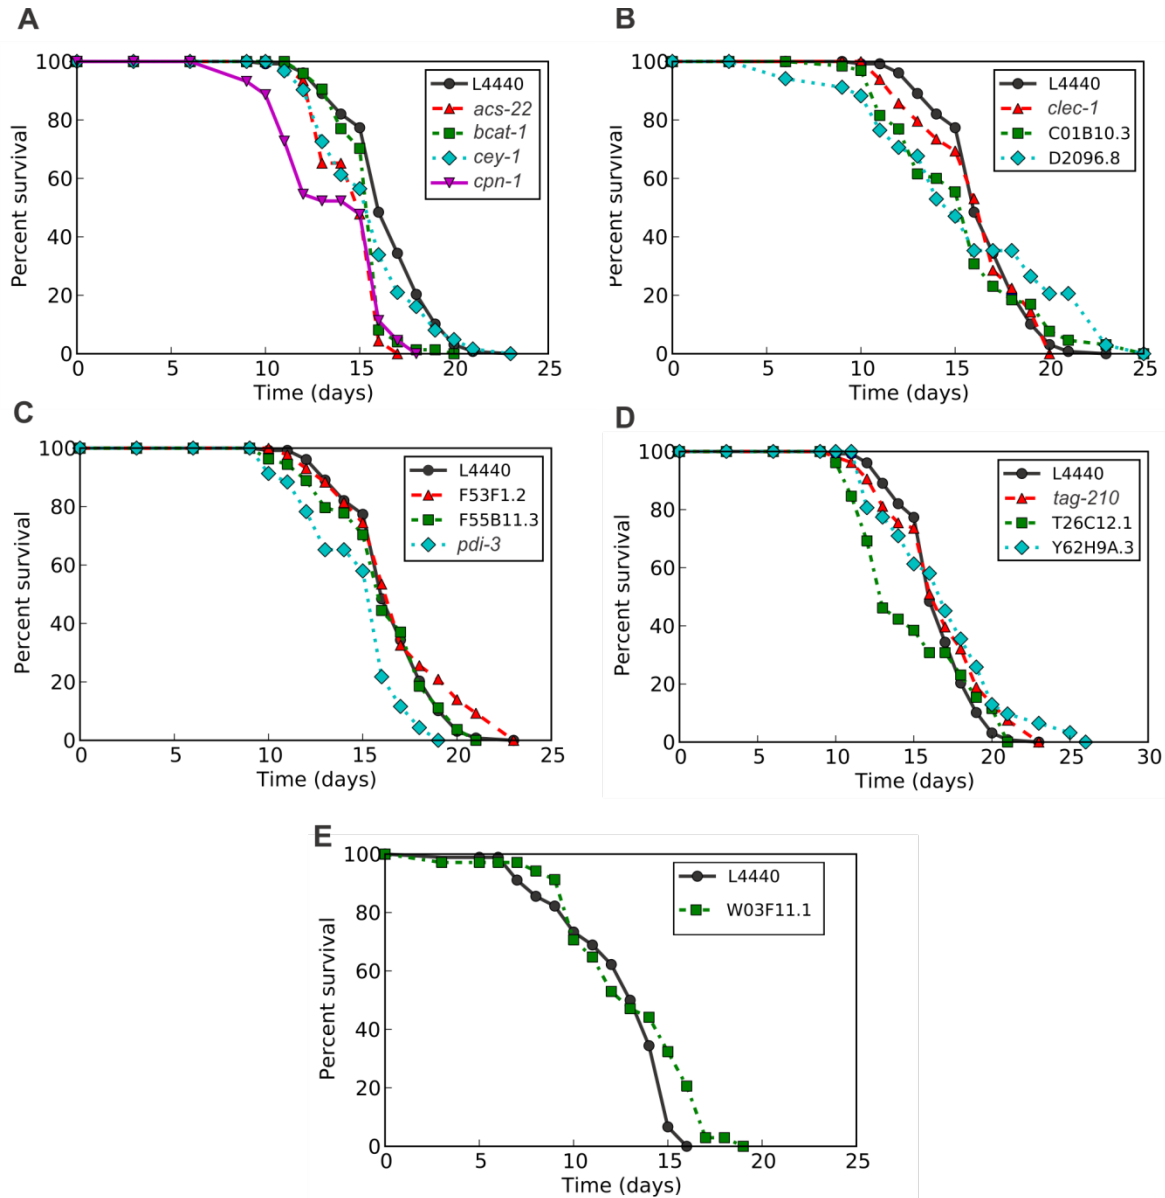 A
100
80
60
40
20
0
Percent survival
0 5 10 15 20 25
Time (days)
L4440
acs-22
bcat-1
cey-1
cpn-1
B
100
80
60
40
20
0
Percent survival
0 5 10 15 20 25
Time (days)
L4440
clec-1
C01B10.3
D2096.8
C
100
80
60
40
20
0
Percent survival
0 5 10 15 20 25
Time (days)
L4440
F53F1.2
F55B11.3
pdi-3
D
100
80
60
40
20
0
Percent survival
0 5 10 15 20 25 30
Time (days)
L4440
tag-210
T26C12.1
Y62H9A.3
E
100
80
60
40
20
0
Percent survival
0 5 10 15 20 25
Time (days)
L4440
W03F11.1